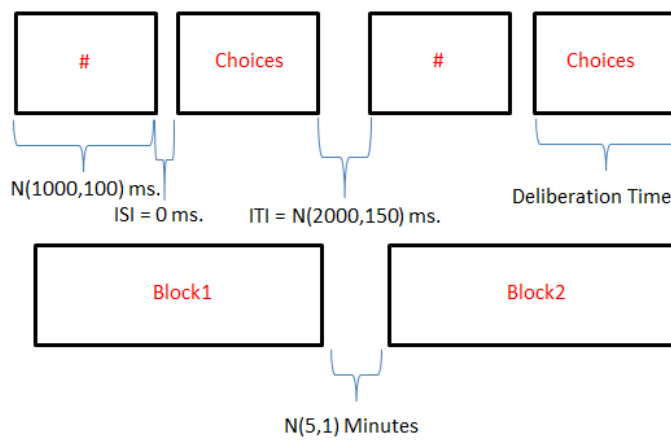 #
Choices
#
Choices
N(1000,100) ms.
ISI = 0 ms.
ITI = N(2000,150) ms.
Deliberation Time
Block1
Block2
N(5,1) Minutes